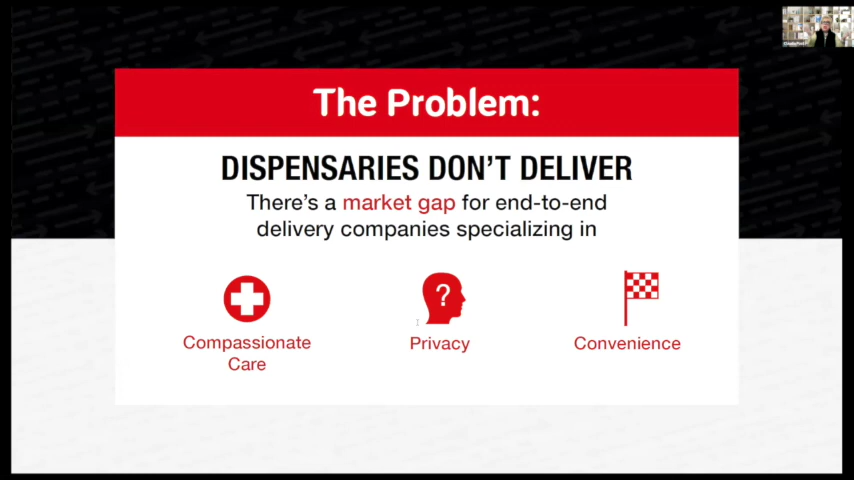 The Problem:
DISPENSARIES DON'T DELIVER
There's a market gap for end-to-end
delivery companies specializing in
?
Compassionate
Care
Privacy
Convenience